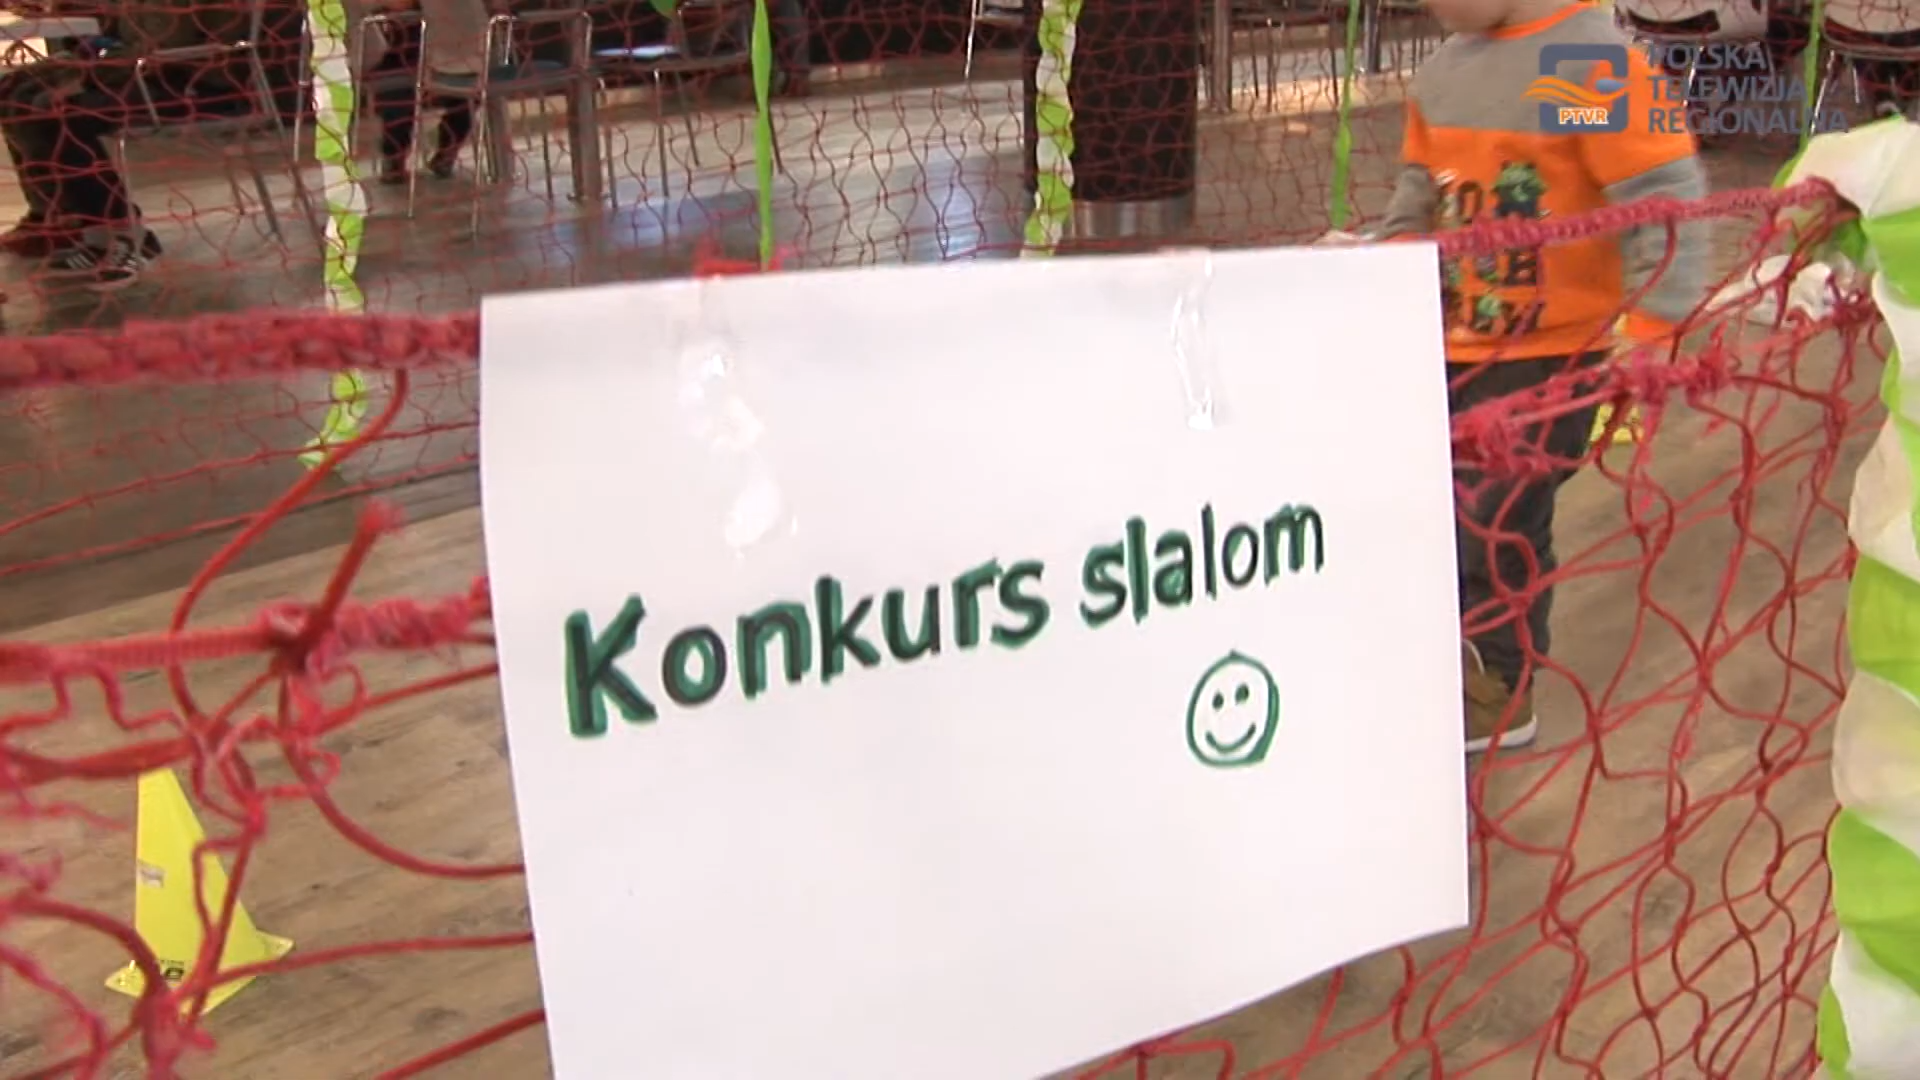 POLSKA
TELEWIZJA
REGIONALNA
PTVR
Konkurs slalom